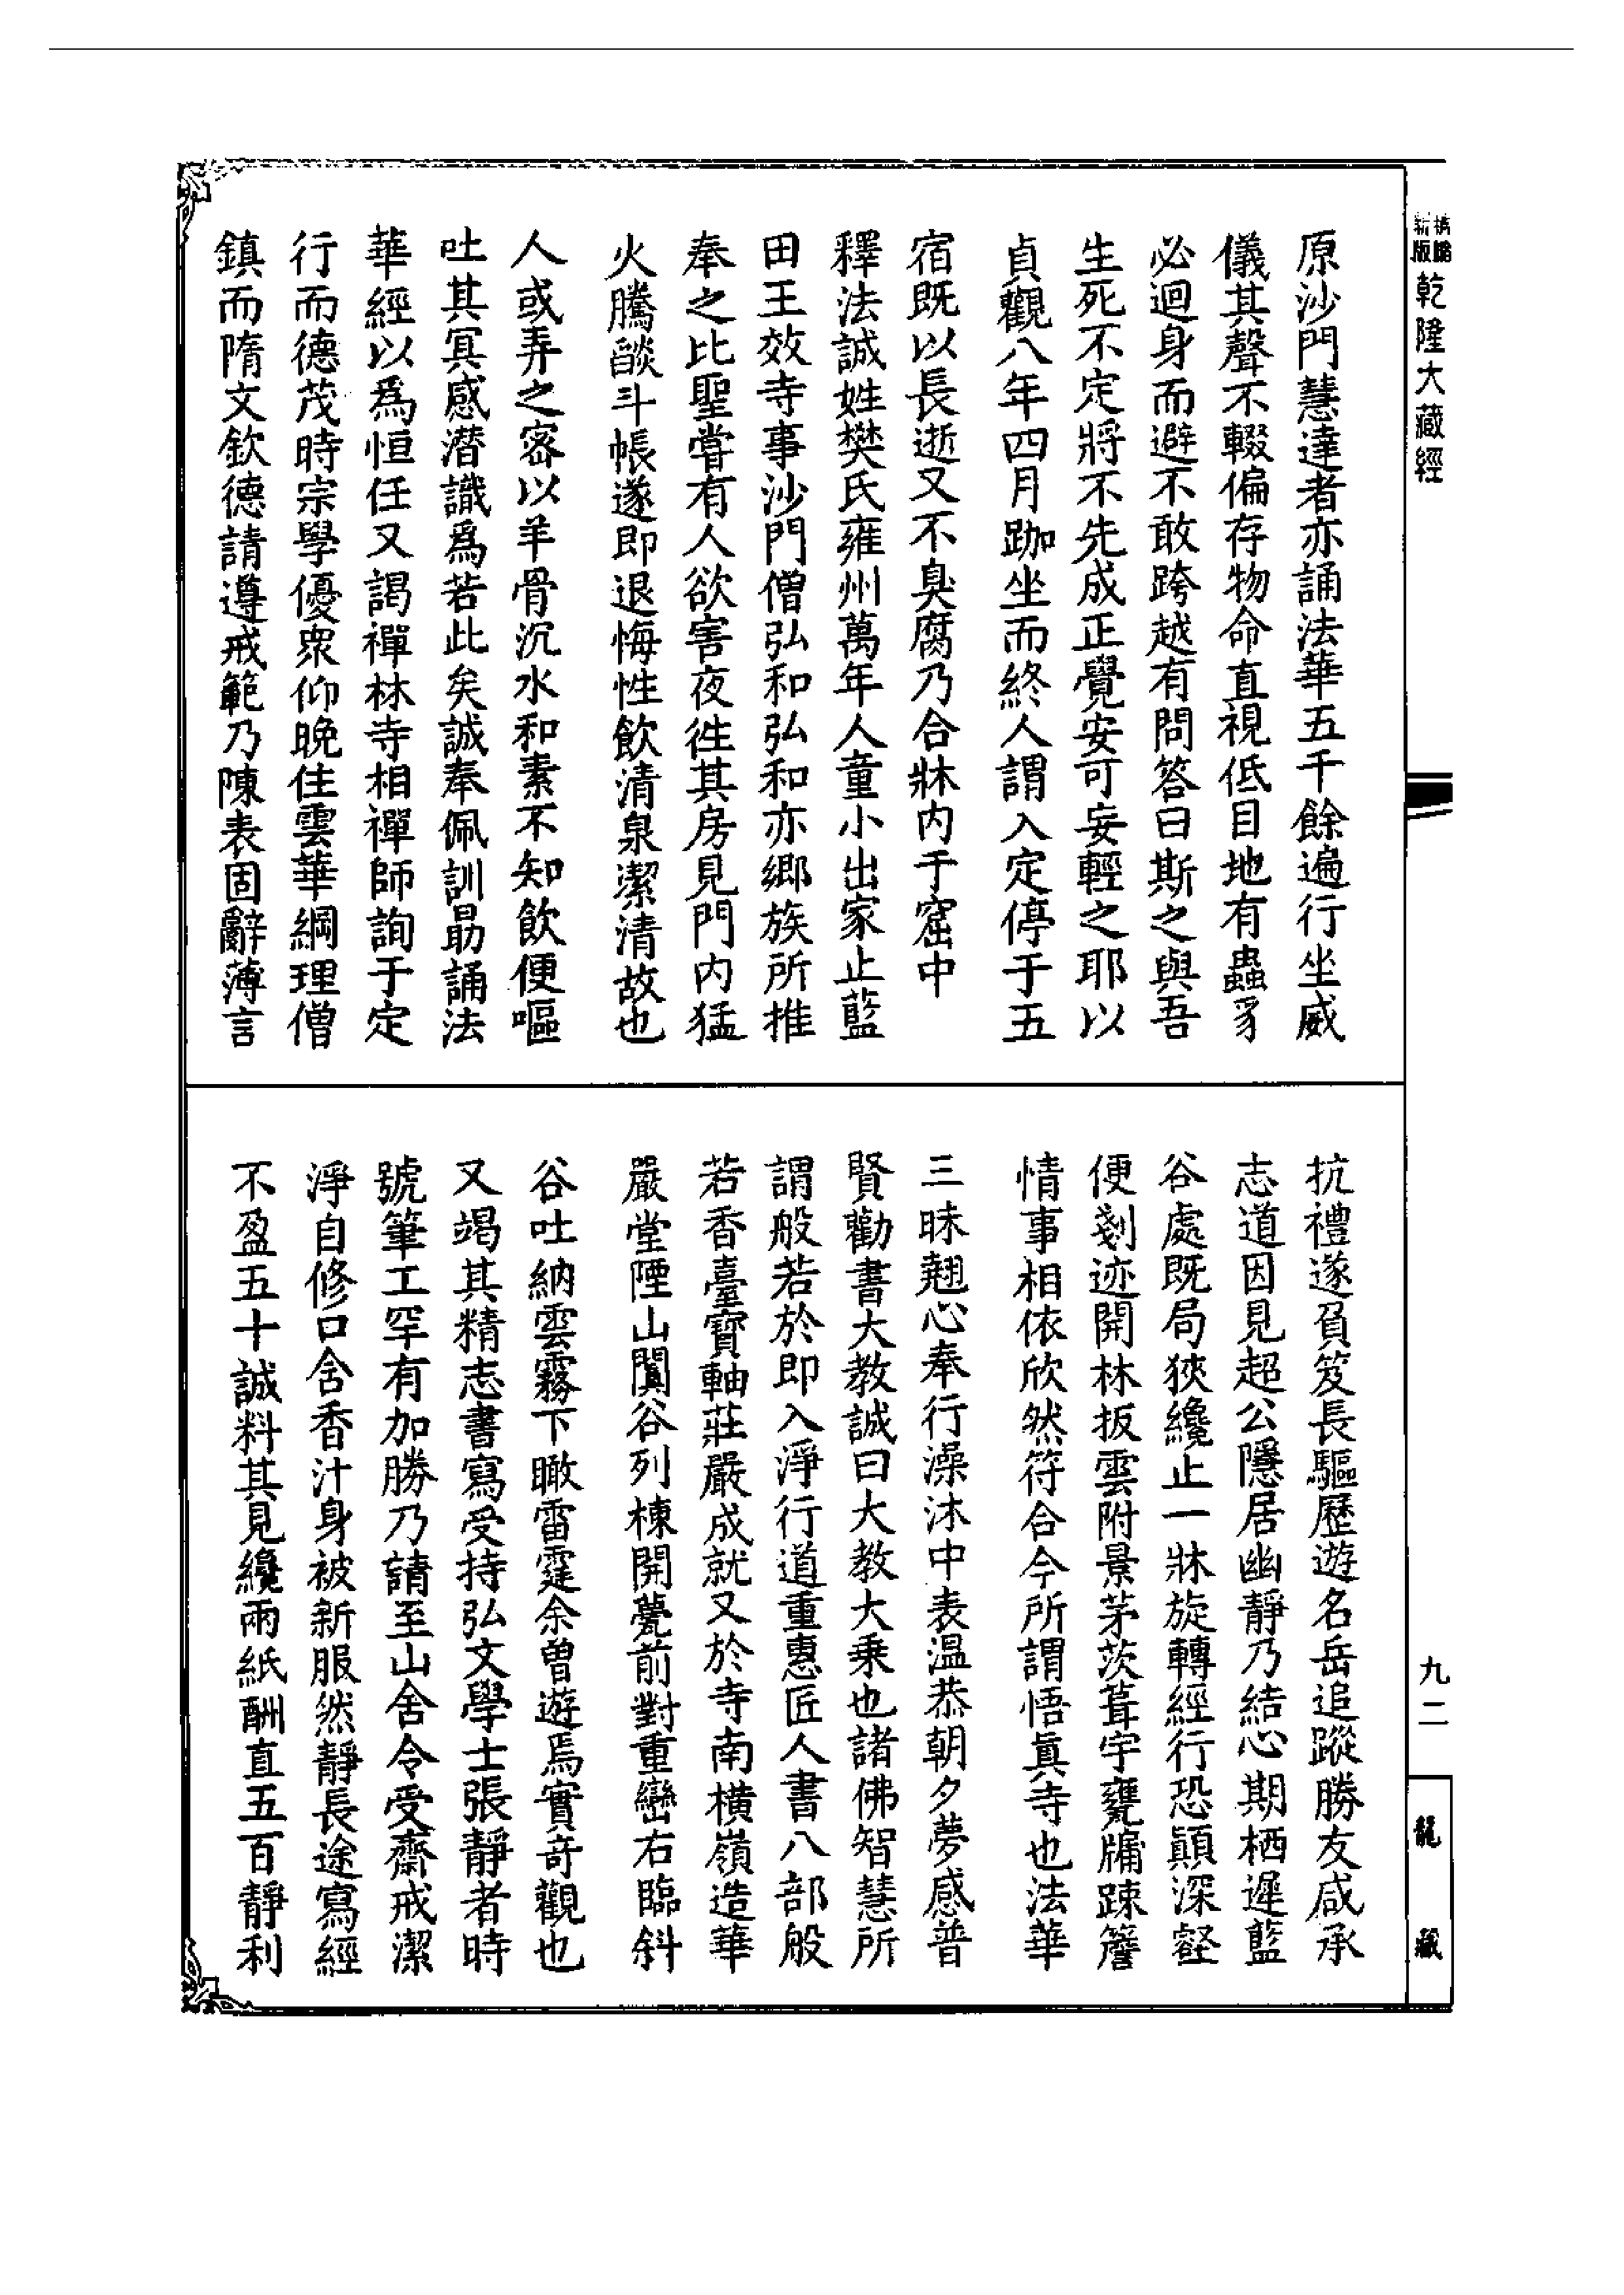 新版 精縮 乾隆大藏經
原沙門慧達者亦誦法華五千餘遍行坐威
儀其聲不輟偏存物命直視低目地有蟲豸
必迴身而避不敢跨越有問答曰斯之與吾
生死不定將不先成正覺安可妄輕之耶以
貞觀八年四月跏坐而終人謂入定停于五
宿既以長逝又不臭腐乃合牀内于窟中
釋法誠姓樊氏雍州萬年人童小出家止藍
田王效寺事沙門僧弘和弘和亦鄉族所推
奉之比聖甞有人欲害夜徃其房見門内猛
火騰燄斗帳遂即退悔性飲清泉潔清故也
人或弄之密以羊骨沉水和素不知飲便嘔
吐其冥感潜識爲若此矣誠奉佩訓勗誦法
華經以爲恒任又謁禪林寺相禪師詢于定
行而德茂時宗學優衆仰晚住雲華綱理僧
鎮而隋文欽德請遵戒範乃陳表固辭薄言
抗禮遂負笈長驅歷遊名岳追蹤勝友咸承
志道因見超公隱居幽靜乃結心期栖遲藍
谷處既局狹纔止一牀旋轉經行恐顛深壑
便剗迹開林扳雲附景茅茨葺宇甕牖疎簷
情事相依欣然符合今所謂悟真寺也法華
三昧翹心奉行澡沐中表温恭朝夕夢感普
賢勸書大教誠曰大教大乘也諸佛智慧所
謂般若於即入淨行道重惠匠人書八部般
若香臺寶軸莊嚴成就又於寺南橫嶺造華
嚴堂陻山闐谷列棟開甍前對重巒右臨斜
谷吐納雲霧下瞰雷霆余曾遊焉實奇觀也
又竭其精志書寫受持弘文學士張靜者時
號筆工罕有加勝乃請至山舍令受齋戒潔
淨自修口含香汁身被新服然靜長途寫經
不盈五十誠料其見纔兩紙酬直五百靜利
九二
龍藏